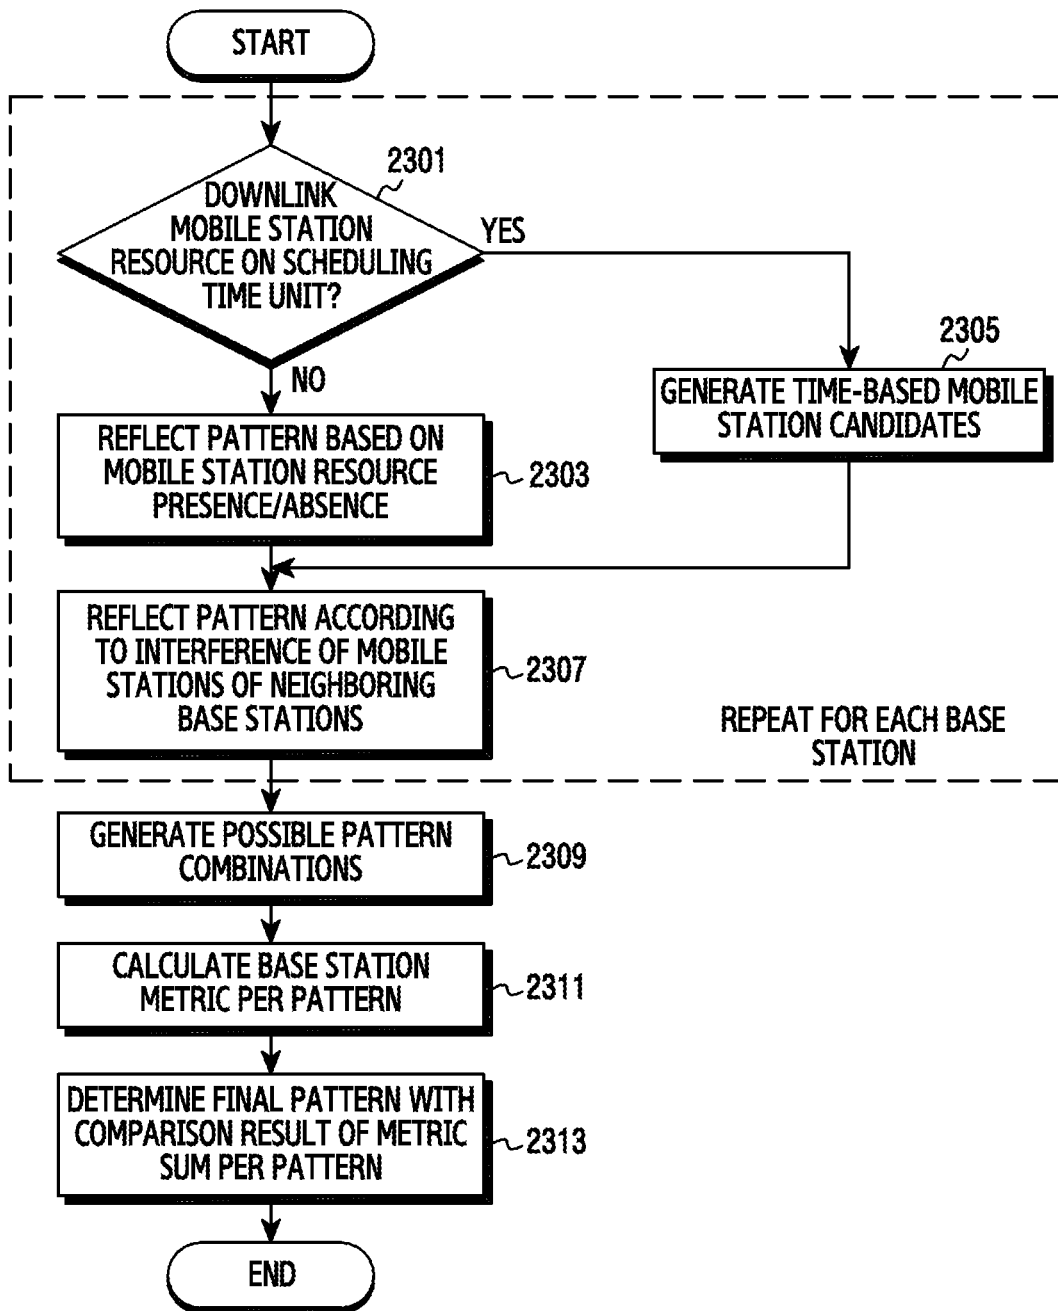 START
2301
DOWNLINK
MOBILE STATION
RESOURCE ON SCHEDULING
TIME UNIT?
YES
NO
2305
GENERATE TIME-BASED MOBILE
STATION CANDIDATES
REFLECT PATTERN BASED ON
MOBILE STATION RESOURCE
PRESENCE/ABSENCE
2303
REFLECT PATTERN ACCORDING
TO INTERFERENCE OF MOBILE
STATIONS OF NEIGHBORING
BASE STATIONS
2307
REPEAT FOR EACH BASE
STATION
GENERATE POSSIBLE PATTERN
COMBINATIONS
2309
CALCULATE BASE STATION
METRIC PER PATTERN
2311
DETERMINE FINAL PATTERN WITH
COMPARISON RESULT OF METRIC
SUM PER PATTERN
2313
END